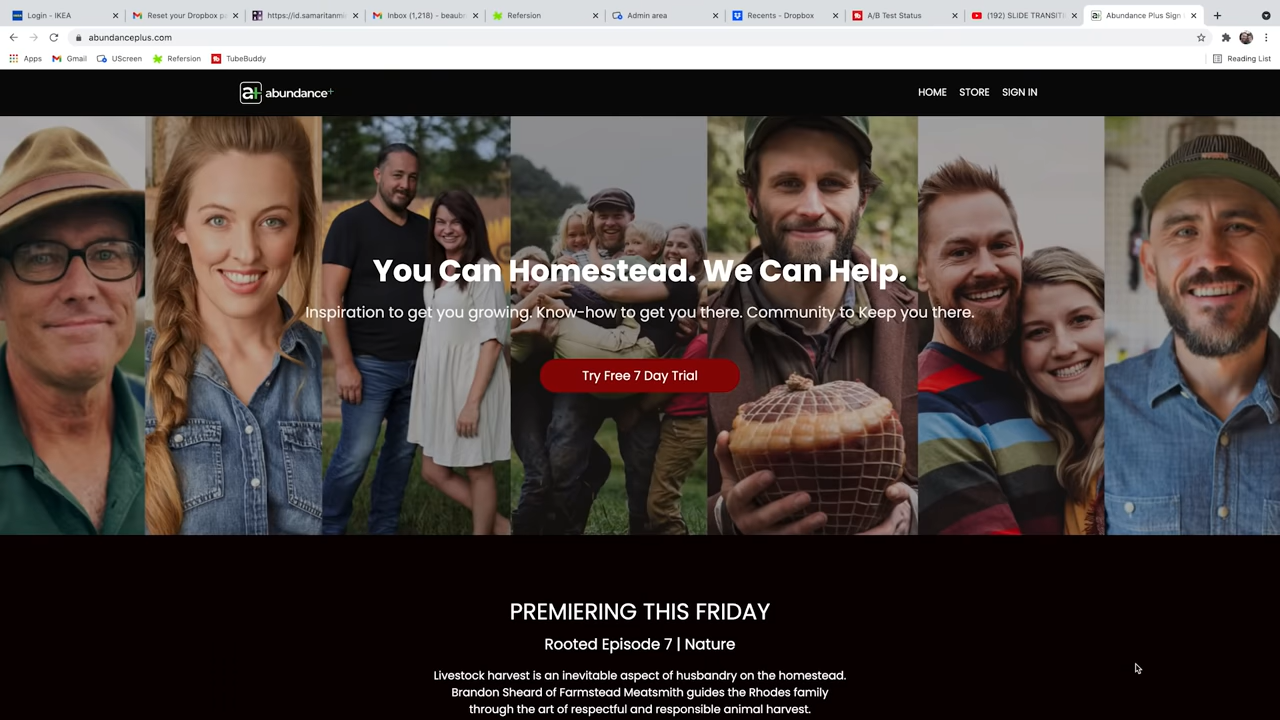 Login - IKEA
Reset your Dropbox pa
https://id.samaritanmi
Inbox (1,218) - beaub
Refersion
Admin area
Recents - Dropbox
A/B Test Status
(192) SLIDE TRANSITI
Abundance Plus Sign
abundanceplus.com
Apps
Gmail
UScreen
Refersion
TubeBuddy
Reading List
a+ abundance+
HOME
STORE
SIGN IN
You Can Homestead. We Can Help.
Inspiration to get you growing. Know-how to get you there. Community to Keep you there.
Try Free 7 Day Trial
PREMIERING THIS FRIDAY
Rooted Episode 7 | Nature
Livestock harvest is an inevitable aspect of husbandry on the homestead.
Brandon Sheard of Farmstead Meatsmith guides the Rhodes family
through the art of respectful and responsible animal harvest.